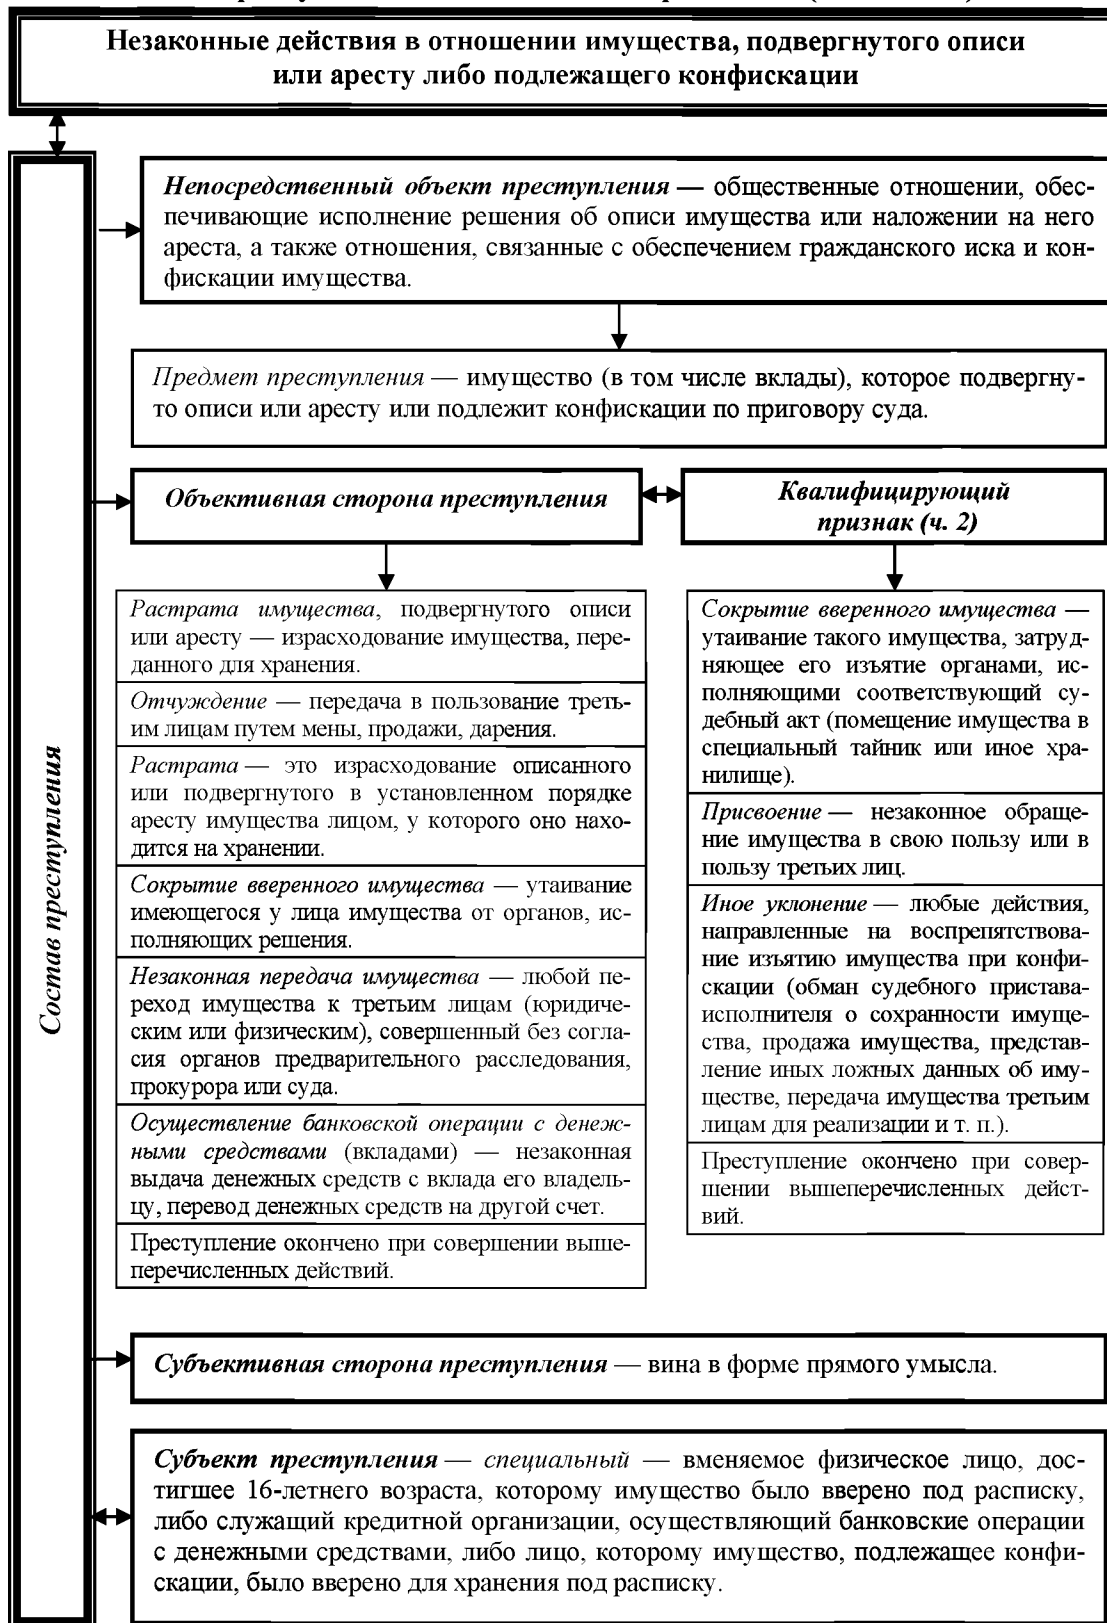 Незаконные действия в отношении имущества, подвергнутого описи
или аресту либо подлежащего конфискации
Состав преступления
Непосредственный объект преступления — общественные отношении, обес-
печивающие исполнение решения об описи имущества или наложении на него
ареста, а также отношения, связанные с обеспечением гражданского иска и кон-
фискации имущества.
Предмет преступления — имущество (в том числе вклады), которое подвергну-
то описи или аресту или подлежит конфискации по приговору суда.
Объективная сторона преступления
Квалифицирующий
признак (ч. 2)
Растрата имущества, подвергнутого описи
или аресту — израсходование имущества, пере-
данного для хранения.
Отчуждение — передача в пользование треть-
им лицам путем мены, продажи, дарения.
Растрата — это израсходование описанного
или подвергнутого в установленном порядке
аресту имущества лицом, у которого оно нахо-
дится на хранении.
Сокрытие вверенного имущества — утаивание
имеющегося у лица имущества от органов, ис-
полняющих решения.
Незаконная передача имущества — любой пе-
реход имущества к третьим лицам (юридиче-
ским или физическим), совершенный без согла-
сия органов предварительного расследования,
прокурора или суда.
Осуществление банковской операции с денеж-
ными средствами (вкладами) — незаконная
выдача денежных средств с вклада его владель-
цу, перевод денежных средств на другой счет.
Преступление окончено при совершении выше-
перечисленных действий.
Сокрытие вверенного имущества —
утаивание такого имущества, затруд-
няющее его изъятие органами, ис-
полняющими соответствующий су-
дебный акт (помещение имущества в
специальный тайник или иное хра-
нилище).
Присвоение — незаконное обраще-
ние имущества в свою пользу или в
пользу третьих лиц.
Иное уклонение — любые действия,
направленные на воспрепятствова-
ние изъятию имущества при конфи-
скации (обман судебного пристава-
исполнителя о сохранности имуще-
ства, продажа имущества, представ-
ление иных ложных данных об иму-
ществе, передача имущества третьим
лицам для реализации и т. п.).
Преступление окончено при совер-
шении вышеперечисленных дейст-
вий.
Субъективная сторона преступления — вина в форме прямого умысла.
Субъект преступления — специальный — вменяемое физическое лицо, дос-
тигшее 16-летнего возраста, которому имущество было вверено под расписку,
либо служащий кредитной организации, осуществляющий банковские операции
с денежными средствами, либо лицо, которому имущество, подлежащее конфи-
скации, было вверено для хранения под расписку.